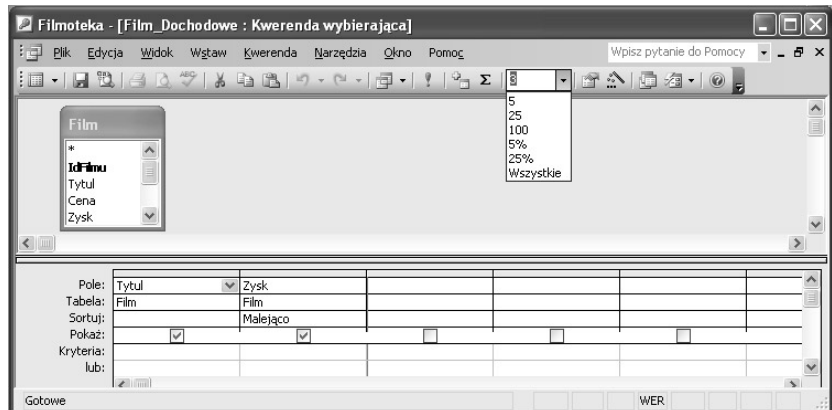 Filmoteka - [Film_Dochodowe : Kwerenda wybierająca]
Plik Edycja Widok Wstaw Kwerenda Narzędzia Okno Pomoc Wpisz pytanie do Pomocy
Σ 3
5
25
100
5%
25%
Wszystkie
Film
*
IdFilmu
Tytul
Cena
Zysk
Pole: Tytul Zysk
Tabela: Film Film
Sortuj: Malejąco
Pokaż:
Kryteria:
lub:
Gotowe WER